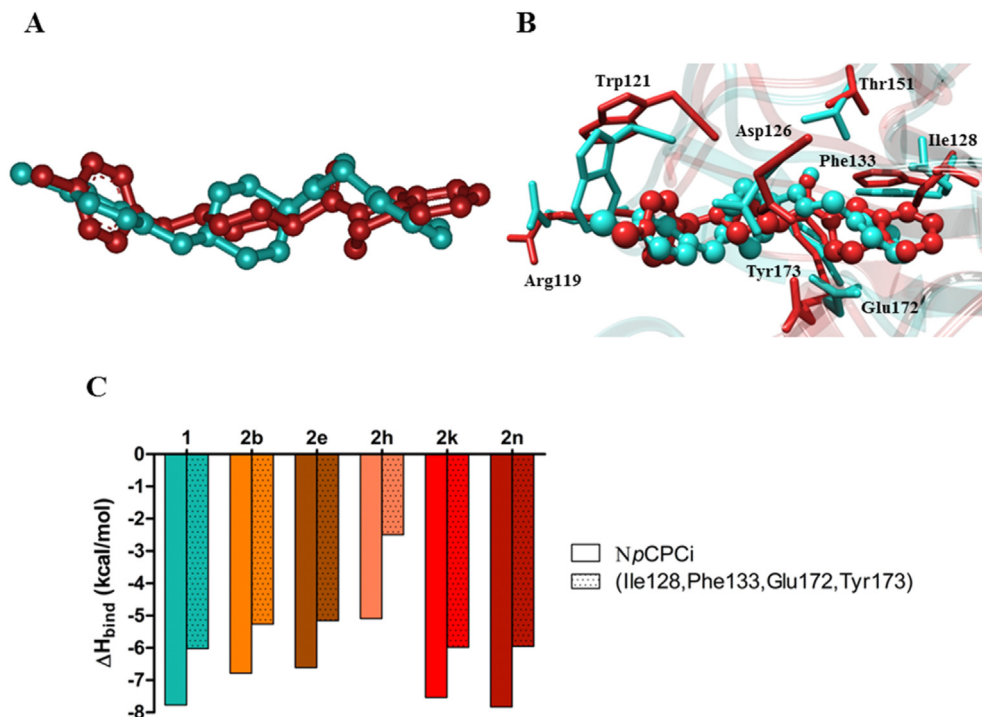 A
B
Trp121
Thr151
Asp126
Ile128
Phe133
Arg119
Tyr173
Glu172
C
1 2b 2e 2h 2k 2n
0
-1
-2
-3
-4
-5
-6
-7
-8
ΔHbind (kcal/mol)
NpCPCi
(Ile128,Phe133,Glu172,Tyr173)